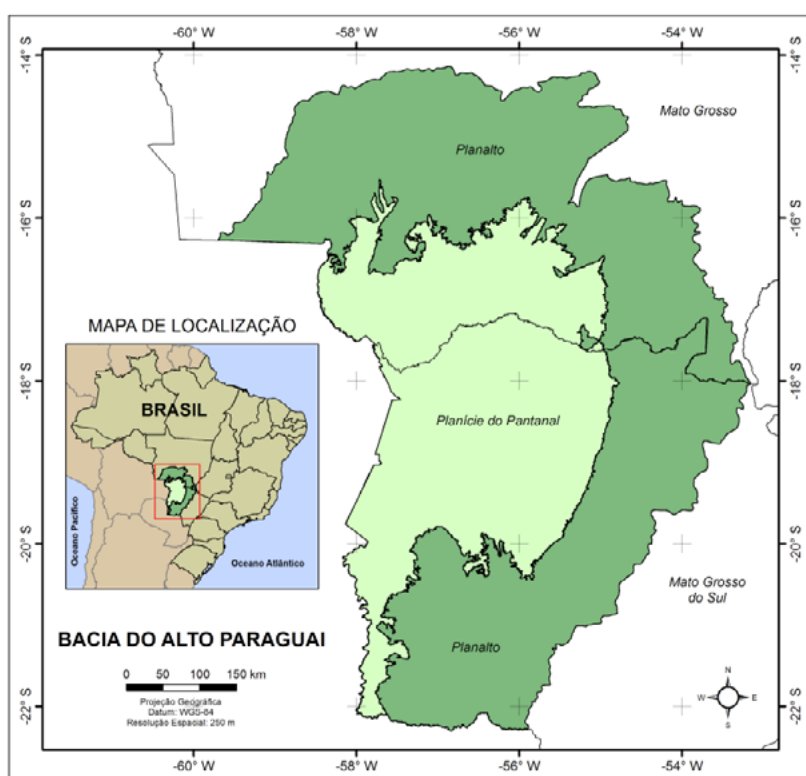 -60° W
-58° W
-56° W
-54° W
-14° S
-14° S
Mato Grosso
Planalto
-16° S
-16° S
MAPA DE LOCALIZAÇÃO
BRASIL
Oceano Pacífico
Oceano Atlântico
-18° S
-18° S
Planície do Pantanal
-20° S
-20° S
Mato Grosso
do Sul
BACIA DO ALTO PARAGUAI
Planalto
0 50 100 150 km
Projeção Geográfica
Datum: WGS-84
Resolução Espacial: 250 m
N
W E
S
-22° S
-22° S
-60° W
-58° W
-56° W
-54° W